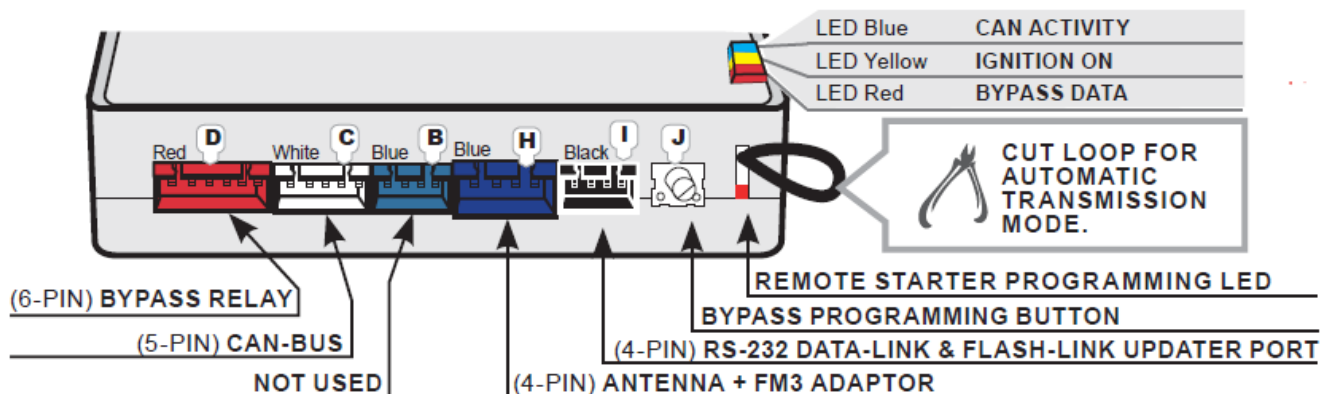 LED Blue CAN ACTIVITY
LED Yellow IGNITION ON
LED Red BYPASS DATA
Red D White C Blue B Blue H Black I J
CUT LOOP FOR
AUTOMATIC
TRANSMISSION
MODE.
REMOTE STARTER PROGRAMMING LED
(6-PIN) BYPASS RELAY
BYPASS PROGRAMMING BUTTON
(5-PIN) CAN-BUS
(4-PIN) RS-232 DATA-LINK & FLASH-LINK UPDATER PORT
NOT USED
(4-PIN) ANTENNA + FM3 ADAPTOR